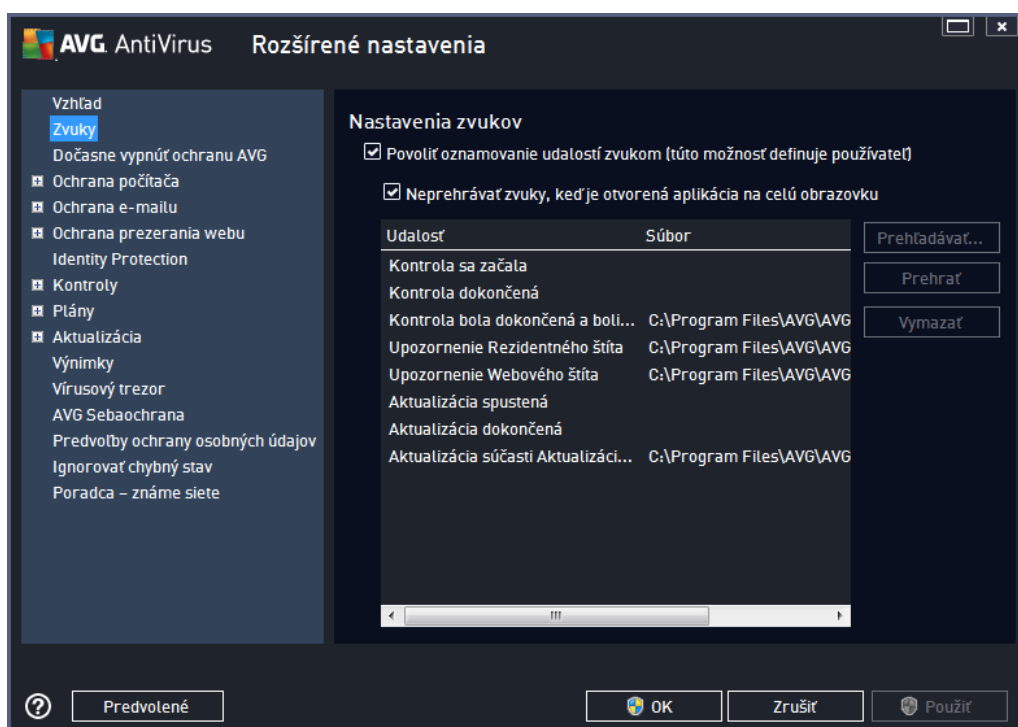 AVG. AntiVirus Rozšírené nastavenia
Vzhľad
Zvuky
Dočasne vypnúť ochranu AVG
Ochrana počítača
Ochrana e-mailu
Ochrana prezerania webu
Identity Protection
Kontroly
Plány
Aktualizácia
Výnimky
Vírusový trezor
AVG Sebaochrana
Predvoľby ochrany osobných údajov
Ignorovať chybný stav
Poradca – známe siete
Nastavenia zvukov
Povoliť oznamovanie udalostí zvukom (túto možnosť definuje používateľ)
Neprehrávať zvuky, keď je otvorená aplikácia na celú obrazovku
Udalosť Súbor
Kontrola sa začala
Kontrola dokončená
Kontrola bola dokončená a boli... C:\Program Files\AVG\AVG
Upozornenie Rezidentného štíta C:\Program Files\AVG\AVG
Upozornenie Webového štíta C:\Program Files\AVG\AVG
Aktualizácia spustená
Aktualizácia dokončená
Aktualizácia súčasti Aktualizáci... C:\Program Files\AVG\AVG
Prehľadávať...
Prehrať
Vymazať
Predvolené
OK
Zrušiť
Použiť